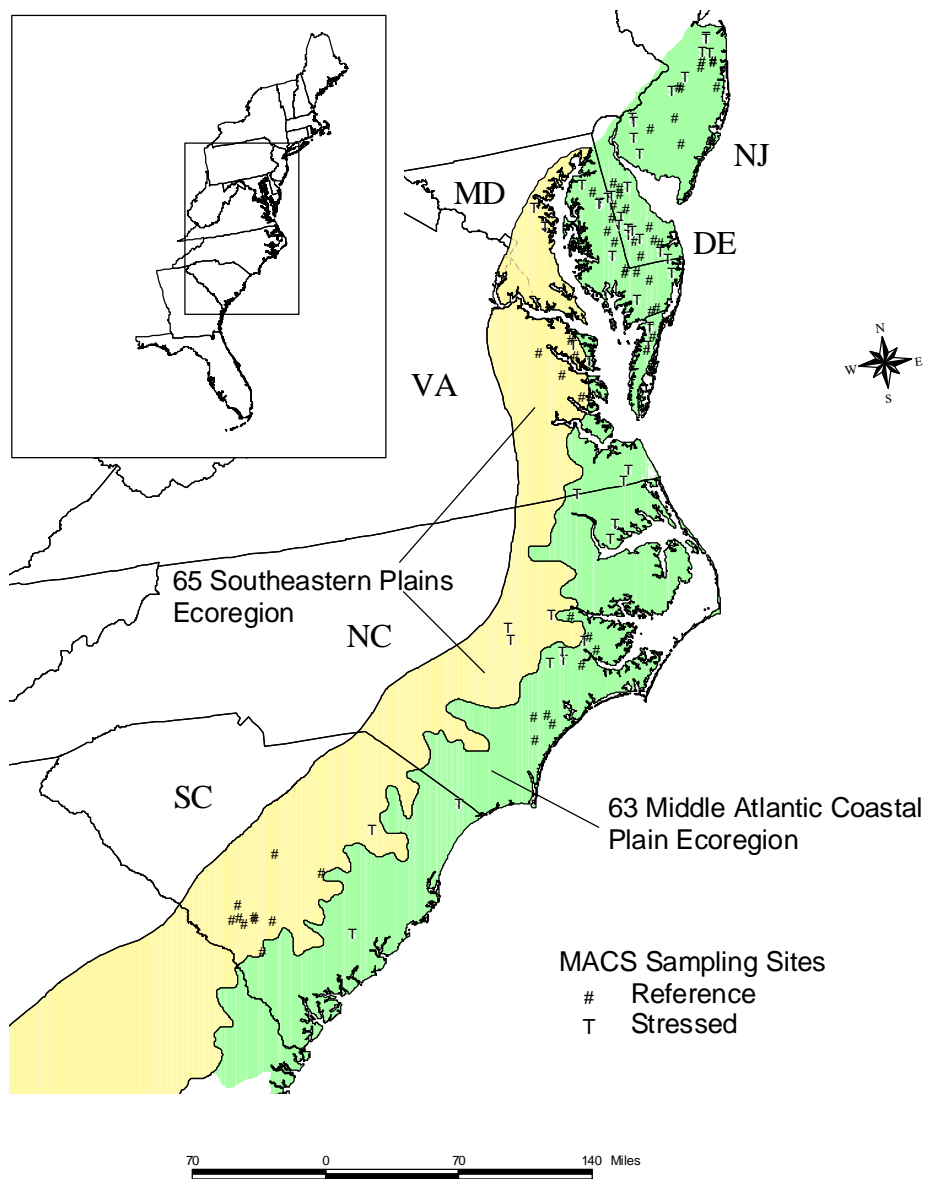 NJ
MD
DE
N
W
E
S
VA
65 Southeastern Plains
Ecoregion
NC
SC
63 Middle Atlantic Coastal
Plain Ecoregion
MACS Sampling Sites
# Reference
T Stressed
70 0 70 140 Miles